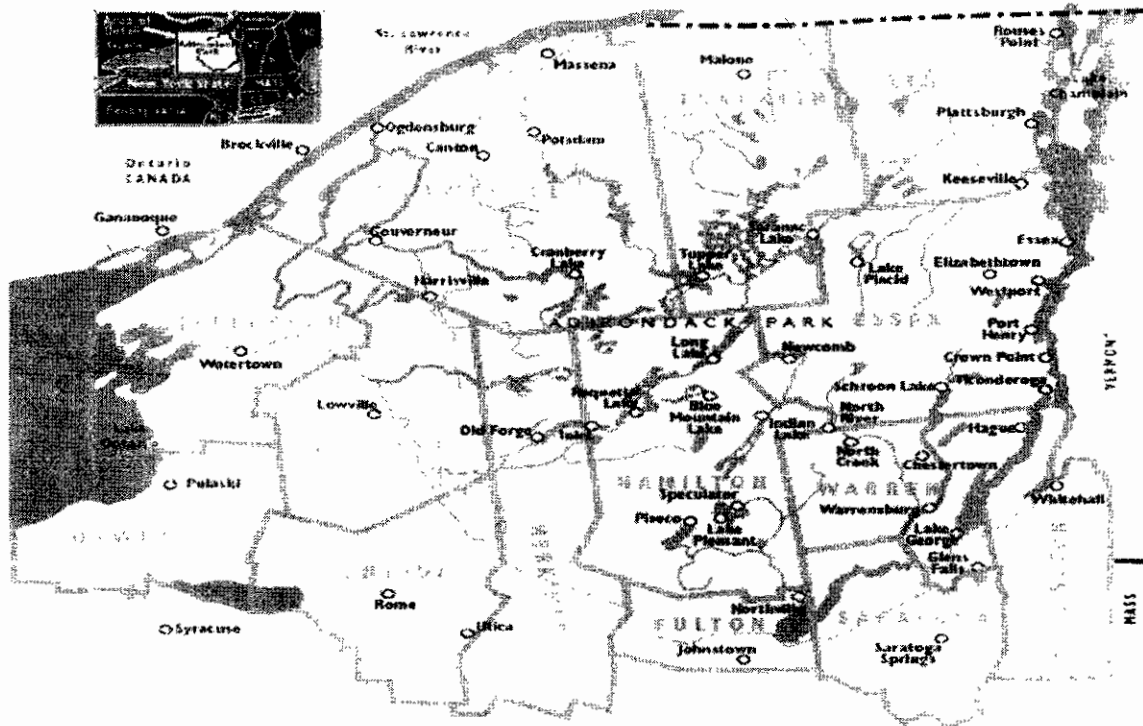 St. Lawrence
River
Massena
Malone
Rouses
Point
Lake
Champlain
Plattsburgh
Ogdensburg
Brockville
Canton
Potsdam
Ontario
CANADA
Keeseville
Gananoque
Gouverneur
Saranac
Lake
Essex
Cranberry
Lake
Tupper
Lake
Lake
Placid
Elizabethtown
Westport
Harrisville
ADIRONDACK PARK
ESSEX
Port
Henry
Watertown
Long
Lake
Newcomb
Crown Point
VERMONT
Raquette
Lake
Schroon Lake
Ticonderoga
Lowville
Blue
Mountain
Lake
Indian
Lake
North
River
Hague
Old Forge
Inlet
North
Creek
Chestertown
Pulaski
HAMILTON
WARREN
Whitehall
Speculator
Piseco
Lake
Pleasant
Warrensburg
Lake
George
Glens
Falls
Rome
Northville
MASS
Syracuse
Utica
FULTON
Johnstown
Saratoga
Springs